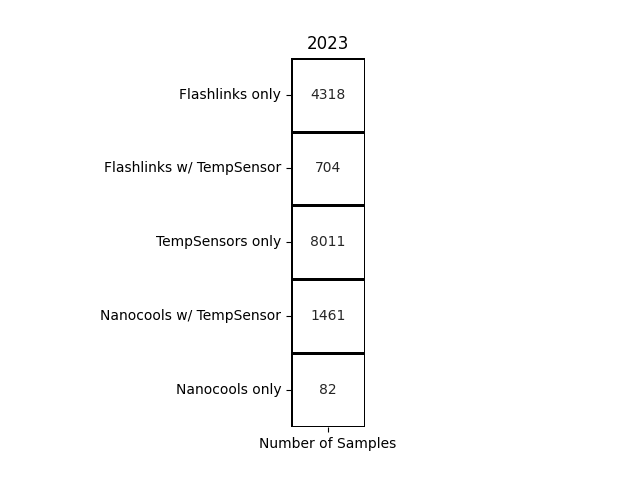 2023
Flashlinks only 4318
Flashlinks w/ TempSensor 704
TempSensors only 8011
Nanocools w/ TempSensor 1461
Nanocools only 82
Number of Samples